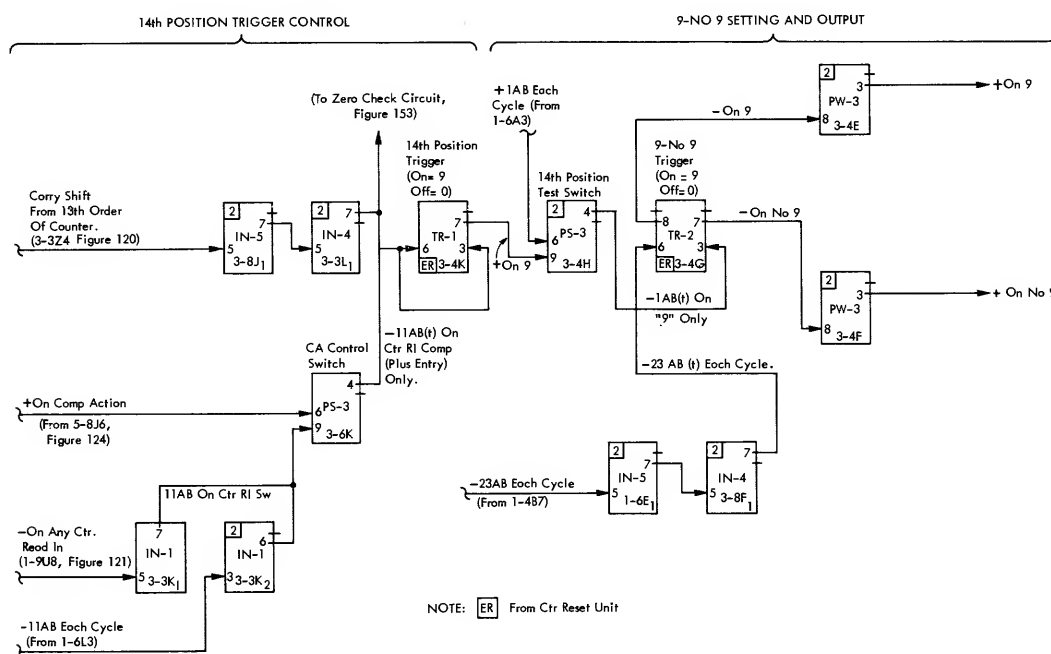 14th POSITION TRIGGER CONTROL
9-NO 9 SETTING AND OUTPUT
(To Zero Check Circuit,
Figure 153)
+1AB Each
Cycle (From
1-6A3)
2
3
PW-3
8
3-4E
+On 9
-On 9
14th Position
Trigger
(On= 9
Off= 0)
9-No 9
Trigger
(On = 9
Off=0)
14th Position
Test Switch
Corry Shift
From 13th Order
Of Counter.
(3-3Z4 Figure 120)
2
7
IN-5
5
3-8J1
2
7
IN-4
5
3-3L1
7
TR-1
6
3
ER
3-4K
+On 9
2
4
PS-3
6
9
3-4H
2
8
7
TR-2
6
3
ER
3-4G
-On No 9
-1AB(t) On
"9" Only
2
3
PW-3
8
3-4F
+ On No 9
-11AB(t) On
Ctr RI Comp
(Plus Entry)
Only.
-23 AB (t) Eoch Cycle.
CA Control
Switch
4
PS-3
6
9
3-6K
+On Comp Action
(From 5-8J6,
Figure 124)
2
7
IN-5
5
1-6E1
2
7
IN-4
5
3-8F1
-23AB Each Cycle
(From 1-4B7)
11AB On Ctr RI Sw
-On Any Ctr.
Reod In
(1-9U8, Figure 121)
7
IN-1
5
3-3K1
2
6
IN-1
3
3-3K2
-11AB Eoch Cycle
(From 1-6L3)
NOTE: ER From Ctr Reset Unit